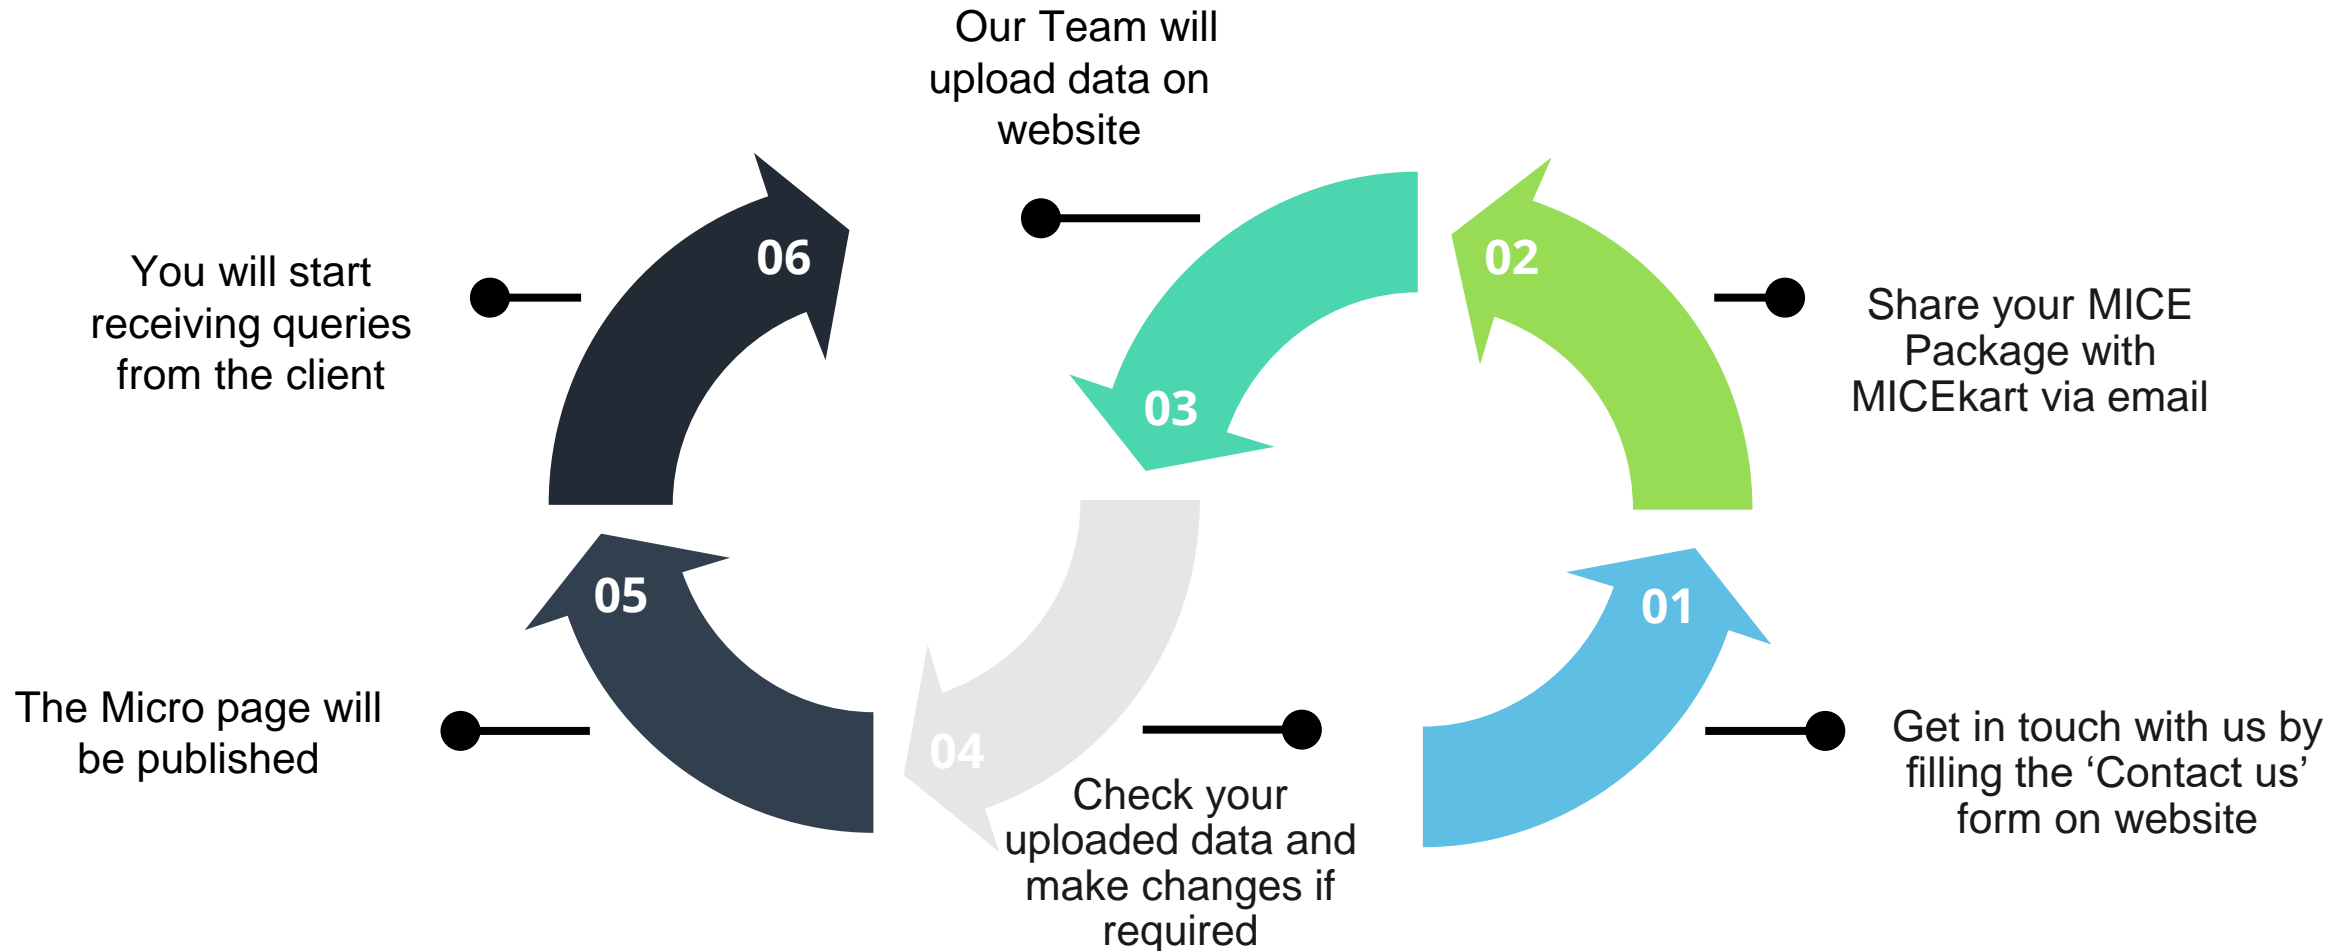 Our Team will
upload data on
website
06
02
You will start
receiving queries
from the client
Share your MICE
Package with
MICEkart via email
03
05
01
The Micro page will
be published
04
Get in touch with us by
filling the ‘Contact us’
form on website
Check your
uploaded data and
make changes if
required